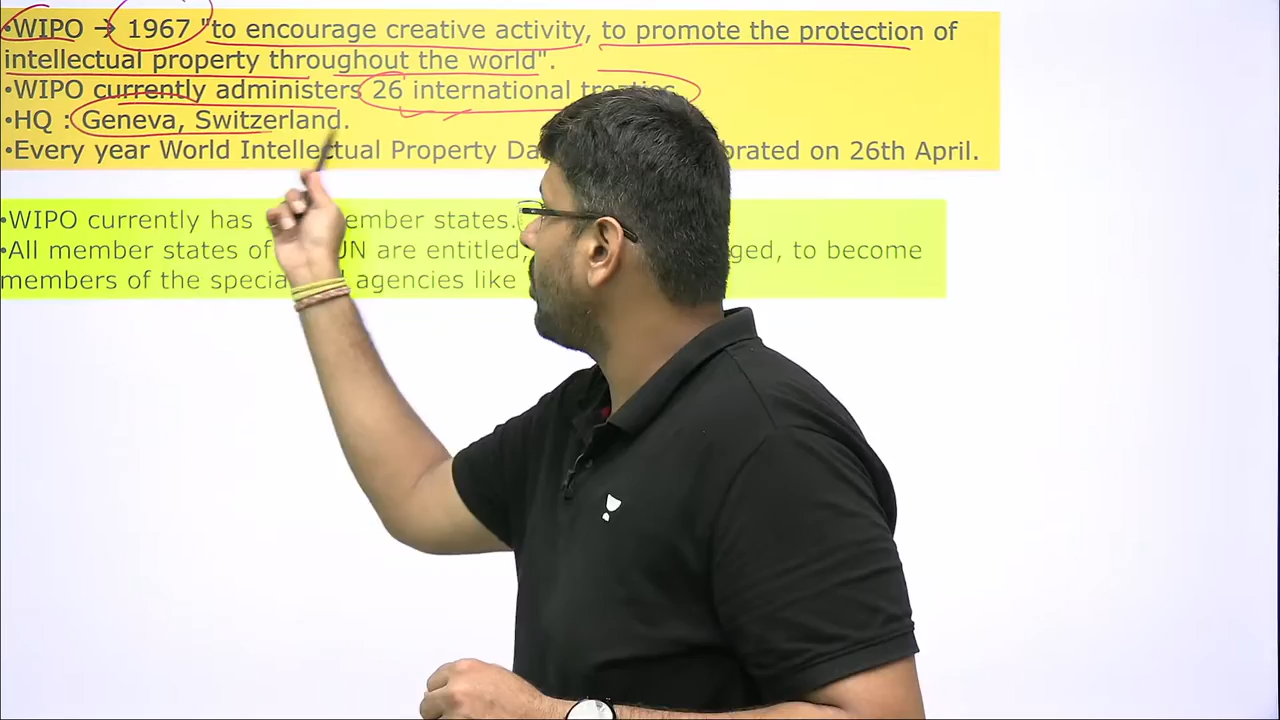 •WIPO → 1967 "to encourage creative activity, to promote the protection of
intellectual property throughout the world".
•WIPO currently administers 26 international treaties.
•HQ : Geneva, Switzerland.
•Every year World Intellectual Property on 26th April.
•WIPO currently has member states.
•All member states of UN are entitled, to become
members of the agencies like